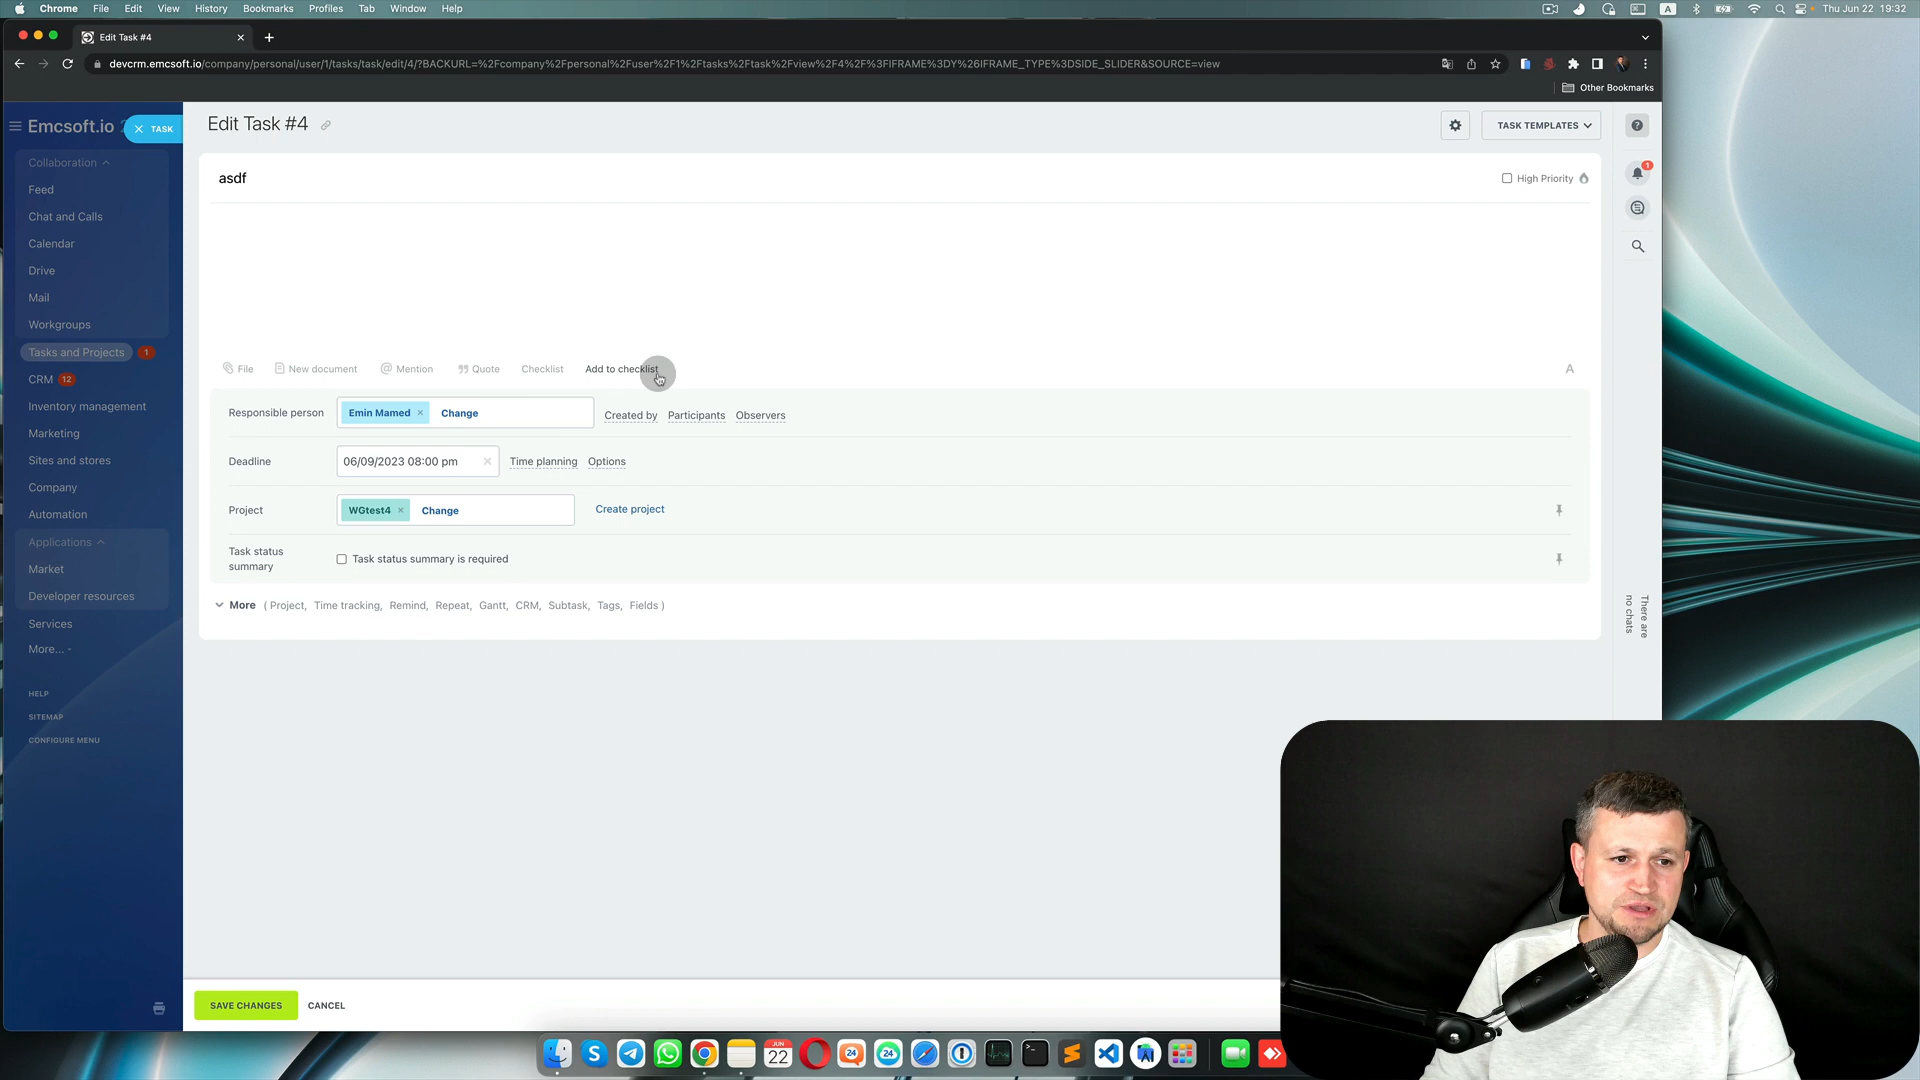 Chrome File Edit View History Bookmarks Profiles Tab Window Help
A
Thu Jun 22 19:32
Edit Task #4
devcrm.emcsoft.io/company/personal/user/1/tasks/task/edit/4/?BACKURL=%2Fcompany%2Fpersonal%2Fuser%2F1%2Ftasks%2Ftask%2Fview%2F4%2F%3FIFRAME%3DY%26IFRAME_TYPE%3DSIDE_SLIDER&SOURCE=view
Other Bookmarks
Emcsoft.io
TASK
Collaboration
Feed
Chat and Calls
Calendar
Drive
Mail
Workgroups
Tasks and Projects 1
CRM 12
Inventory management
Marketing
Sites and stores
Company
Automation
Applications
Market
Developer resources
Services
More...
HELP
SITEMAP
CONFIGURE MENU
Edit Task #4
TASK TEMPLATES
?
1
asdf
High Priority
File New document Mention Quote Checklist Add to checklist
A
Responsible person Emin Mamed × Change Created by Participants Observers
Deadline 06/09/2023 08:00 pm Time planning Options
Project WGtest4 × Change Create project
Task status
summary
Task status summary is required
More ( Project, Time tracking, Remind, Repeat, Gantt, CRM, Subtask, Tags, Fields )
There are
no chats
SAVE CHANGES CANCEL
JUN
22
24
24